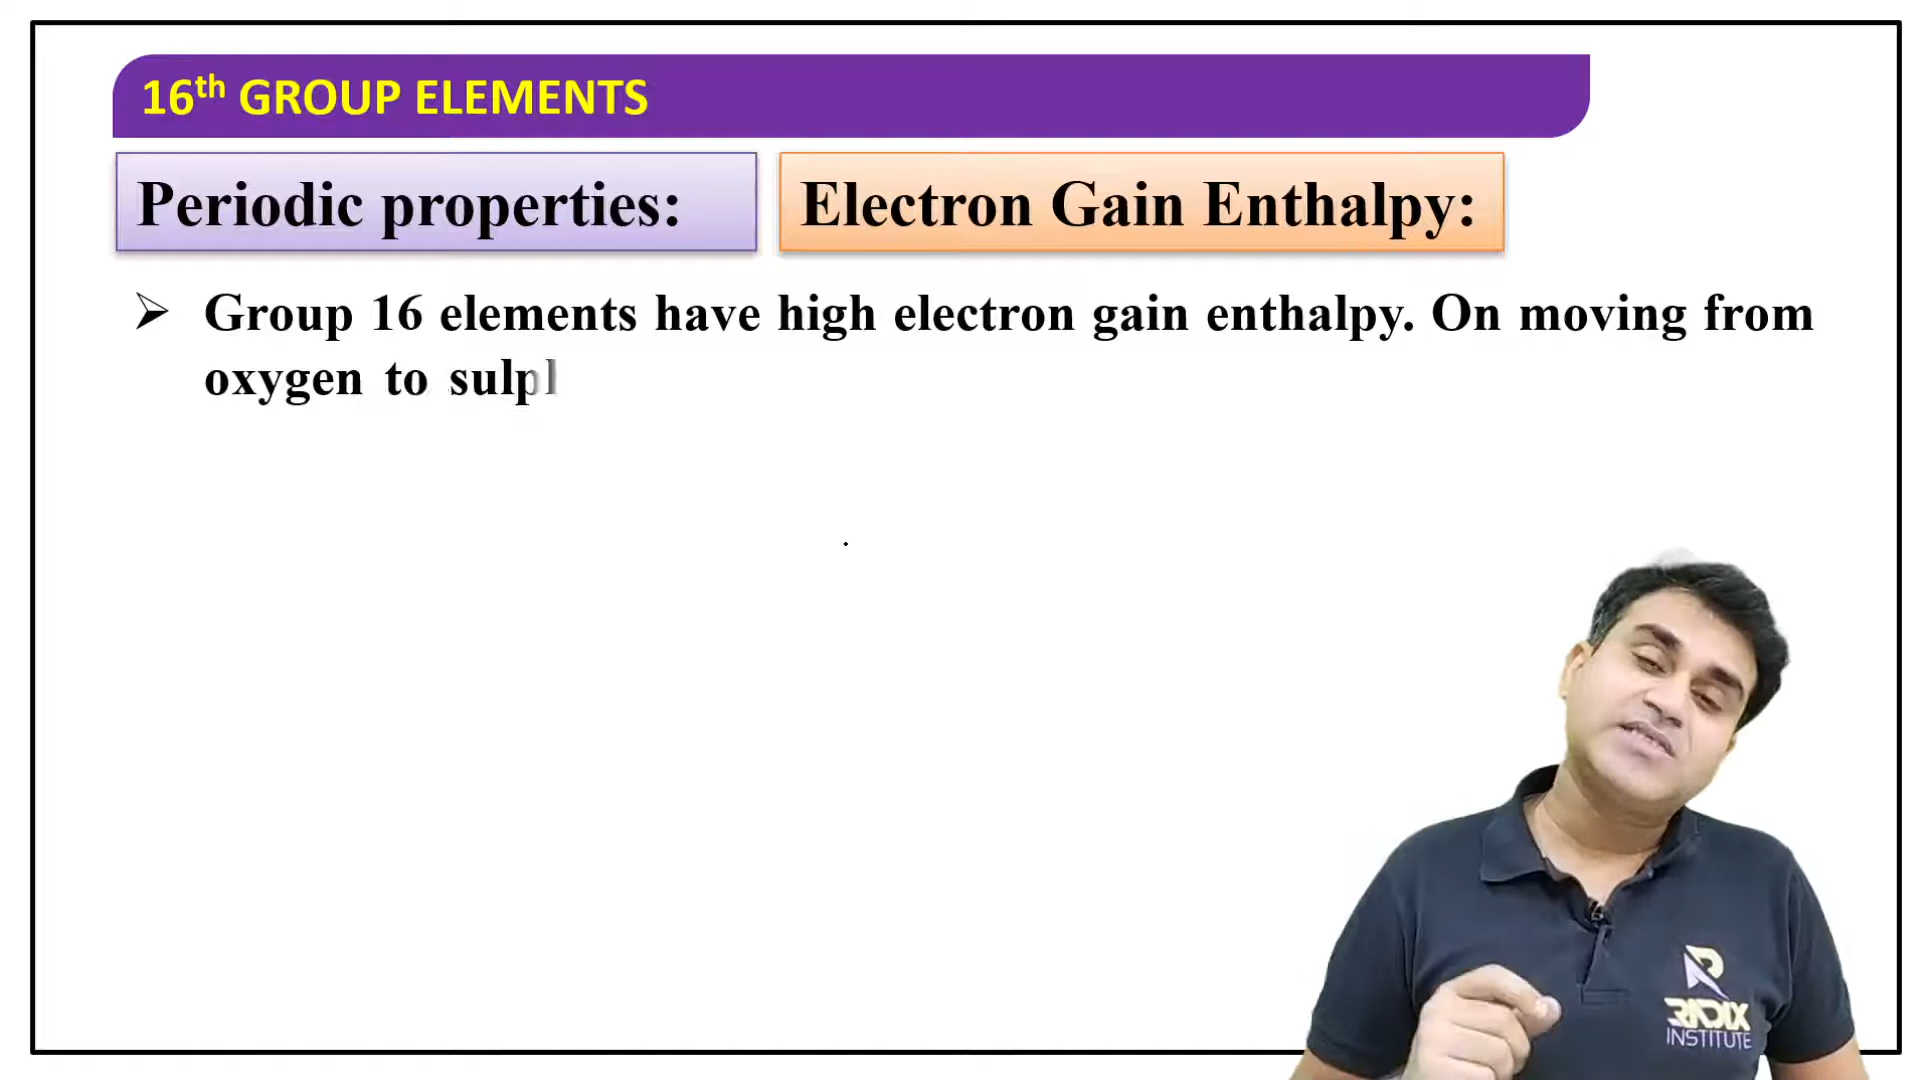 16th GROUP ELEMENTS
Periodic properties:
Electron Gain Enthalpy:
Group 16 elements have high electron gain enthalpy. On moving from
oxygen to sulpl
RADIX
INSTITUTE